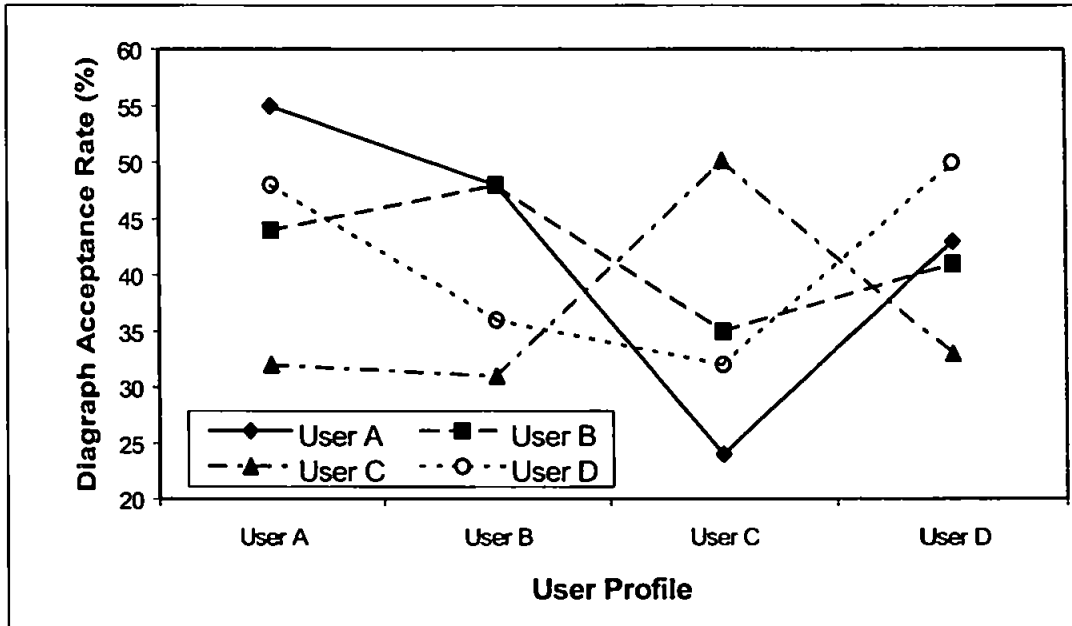 Diagraph Acceptance Rate (%)
60
55
50
45
40
35
30
25
20
User A User B
User C User D
User A User B User C User D
User Profile